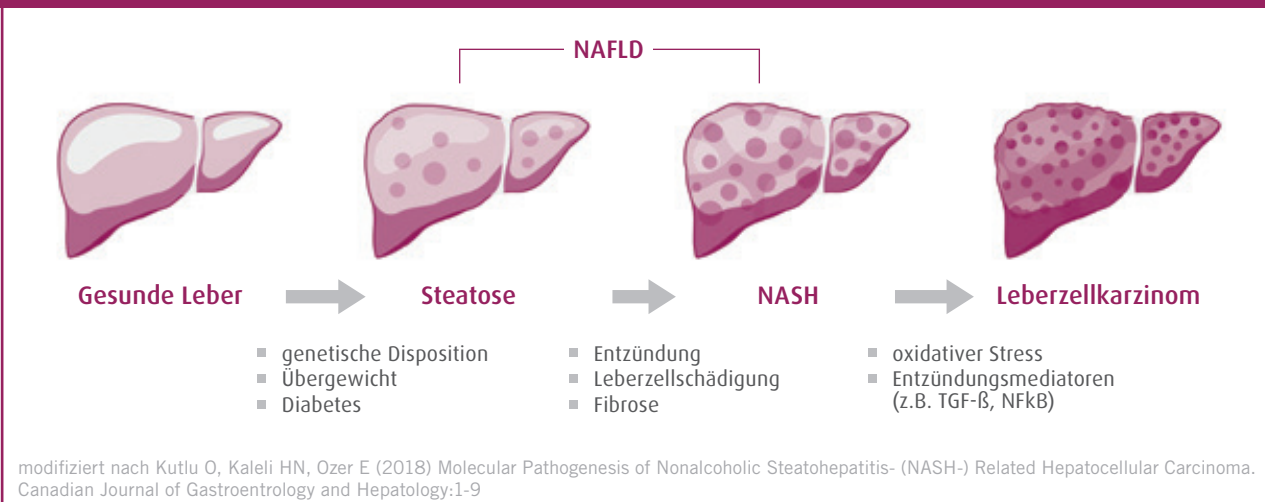 NAFLD
Gesunde Leber
Steatose
NASH
Leberzellkarzinom
genetische Disposition
Übergewicht
Diabetes
Entzündung
Leberzellschädigung
Fibrose
oxidativer Stress
Entzündungsmediatoren
(z.B. TGF-ß, NFkB)
modifiziert nach Kutlu O, Kaleli HN, Ozer E (2018) Molecular Pathogenesis of Nonalcoholic Steatohepatitis- (NASH-) Related Hepatocellular Carcinoma.
Canadian Journal of Gastroentrology and Hepatology:1-9